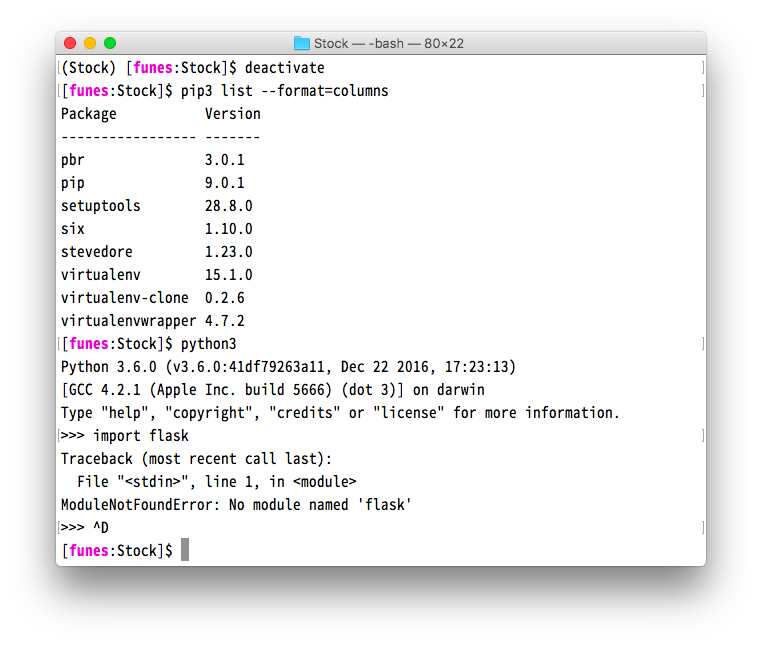 Stock — -bash — 80×22
(Stock) [funes:Stock]$ deactivate
[funes:Stock]$ pip3 list --format=columns
Package           Version
----------------- -------
pbr               3.0.1
pip               9.0.1
setuptools        28.8.0
six               1.10.0
stevedore         1.23.0
virtualenv        15.1.0
virtualenv-clone  0.2.6
virtualenvwrapper 4.7.2
[funes:Stock]$ python3
Python 3.6.0 (v3.6.0:41df79263a11, Dec 22 2016, 17:23:13)
[GCC 4.2.1 (Apple Inc. build 5666) (dot 3)] on darwin
Type "help", "copyright", "credits" or "license" for more information.
>>> import flask
Traceback (most recent call last):
  File "<stdin>", line 1, in <module>
ModuleNotFoundError: No module named 'flask'
>>> ^D
[funes:Stock]$